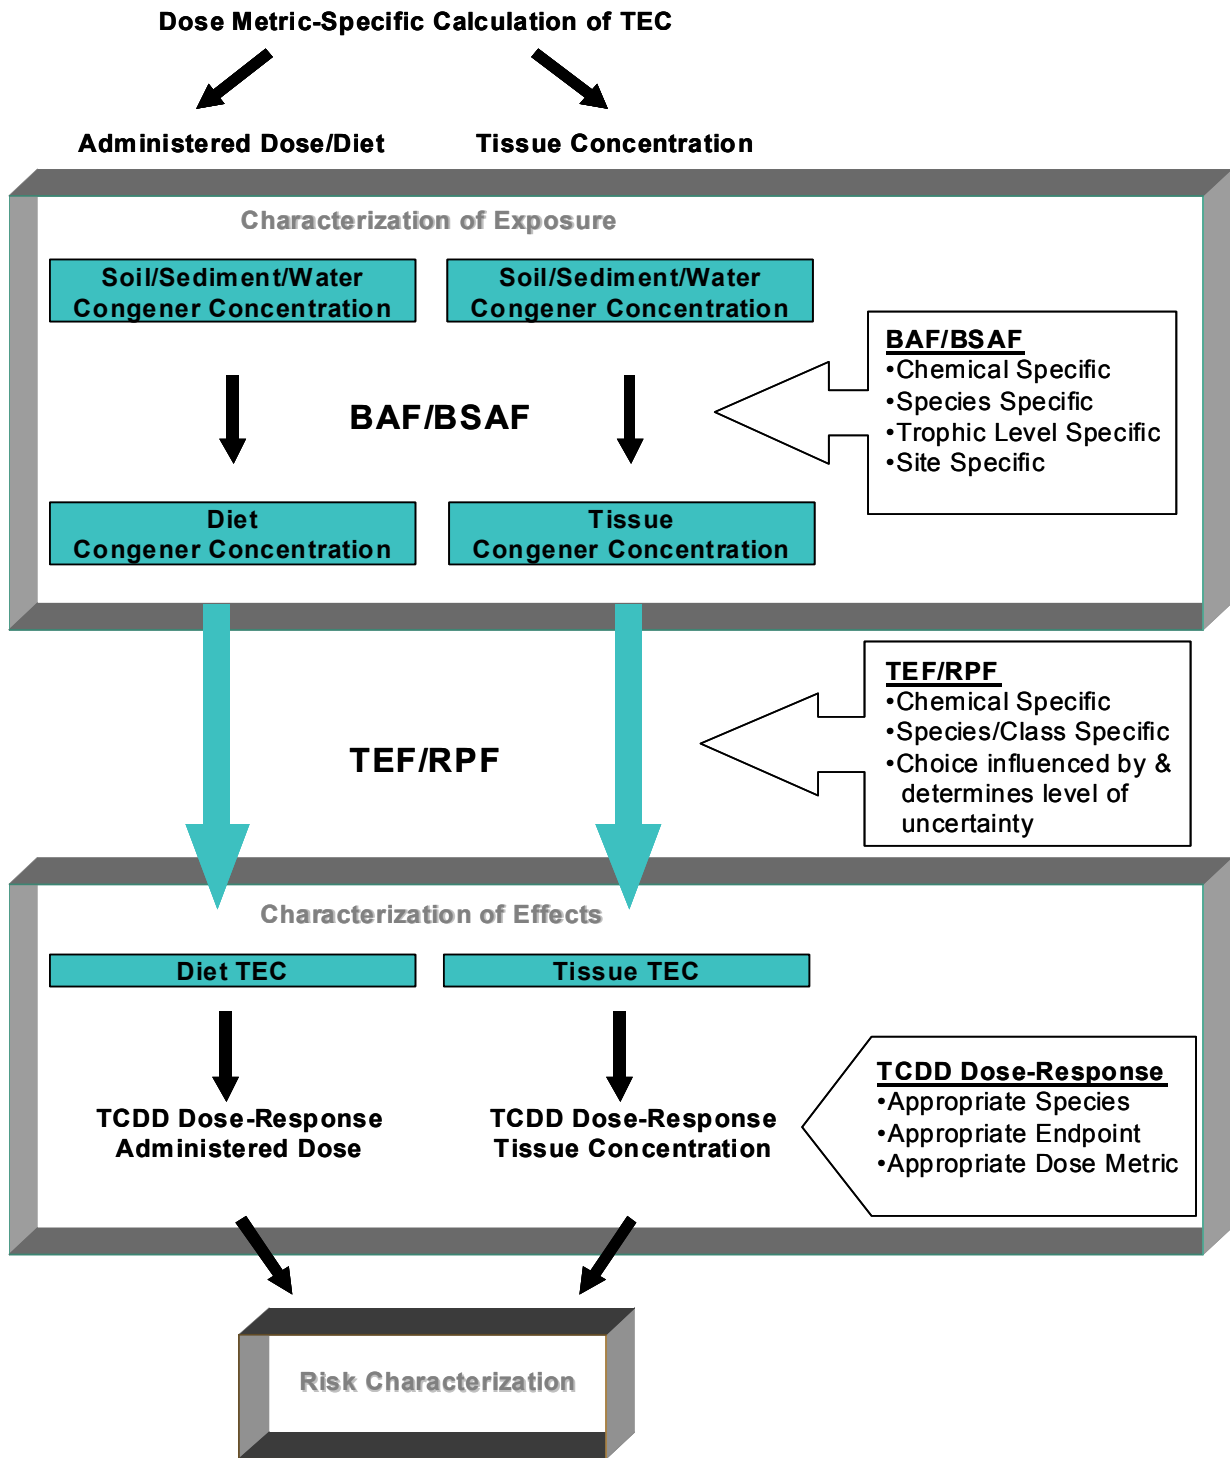 Dose Metric-Specific Calculation of TEC
Administered Dose/Diet
Tissue Concentration
Characterization of Exposure
Soil/Sediment/Water
Congener Concentration
Soil/Sediment/Water
Congener Concentration
BAF/BSAF
BAF/BSAF
•Chemical Specific
•Species Specific
•Trophic Level Specific
•Site Specific
Diet
Congener Concentration
Tissue
Congener Concentration
TEF/RPF
TEF/RPF
•Chemical Specific
•Species/Class Specific
•Choice influenced by &
determines level of
uncertainty
Characterization of Effects
Diet TEC
Tissue TEC
TCDD Dose-Response
Administered Dose
TCDD Dose-Response
Tissue Concentration
TCDD Dose-Response
•Appropriate Species
•Appropriate Endpoint
•Appropriate Dose Metric
Risk Characterization